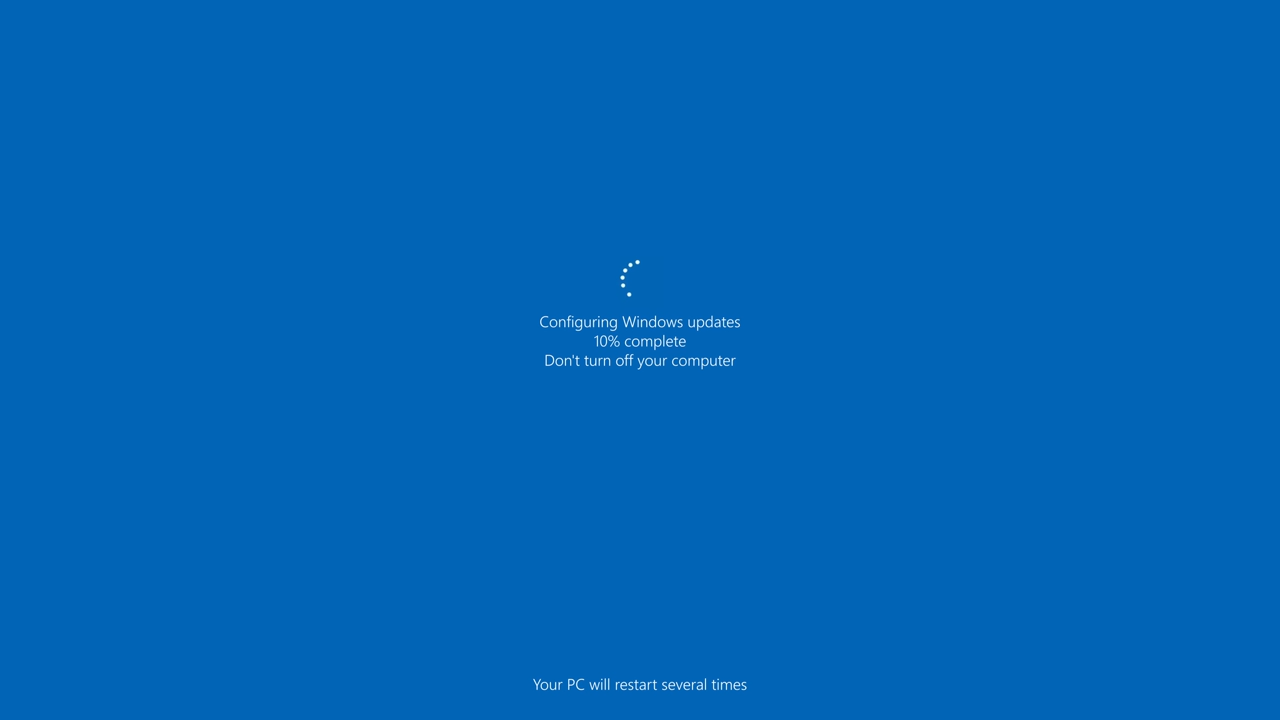 Configuring Windows updates
10% complete
Don't turn off your computer
Your PC will restart several times